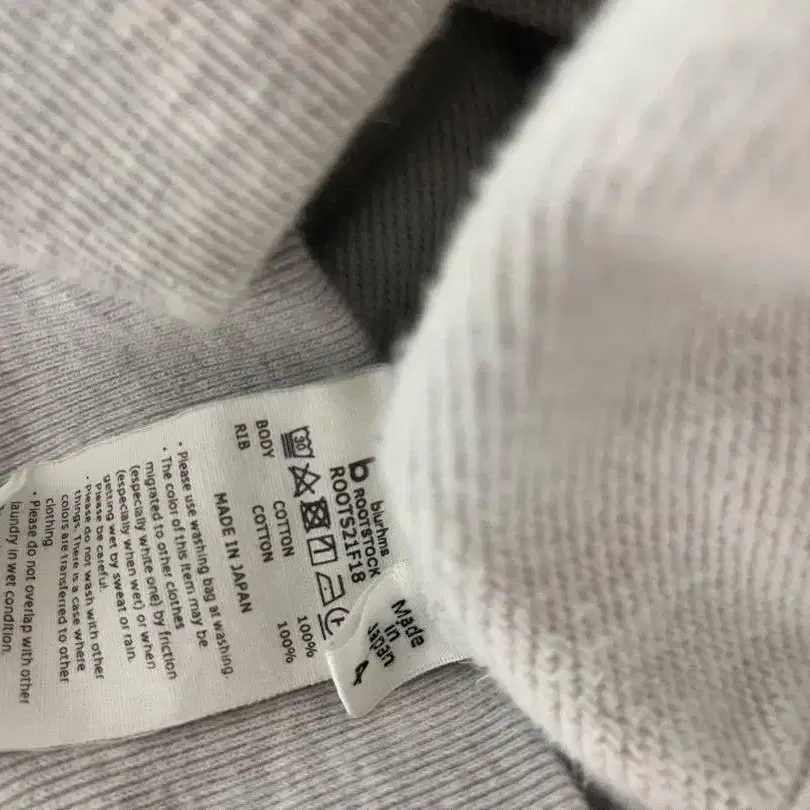 b
blurhms
ROOTSTOCK
ROOTS21F18
30
BODY COTTON 100%
RIB COTTON 100%
MADE IN JAPAN
• Please use washing bag at washing.
• The color of this item may be
migrated to other clothes
(especially white one) by friction
(especially when wet) or when
getting wet by sweat or rain.
Please be careful.
• Please do not wash with other
things. There is a case where
colors are transferred to other
clothing.
• Please do not overlap with other
laundry in wet condition.
Made
in
Japan
4